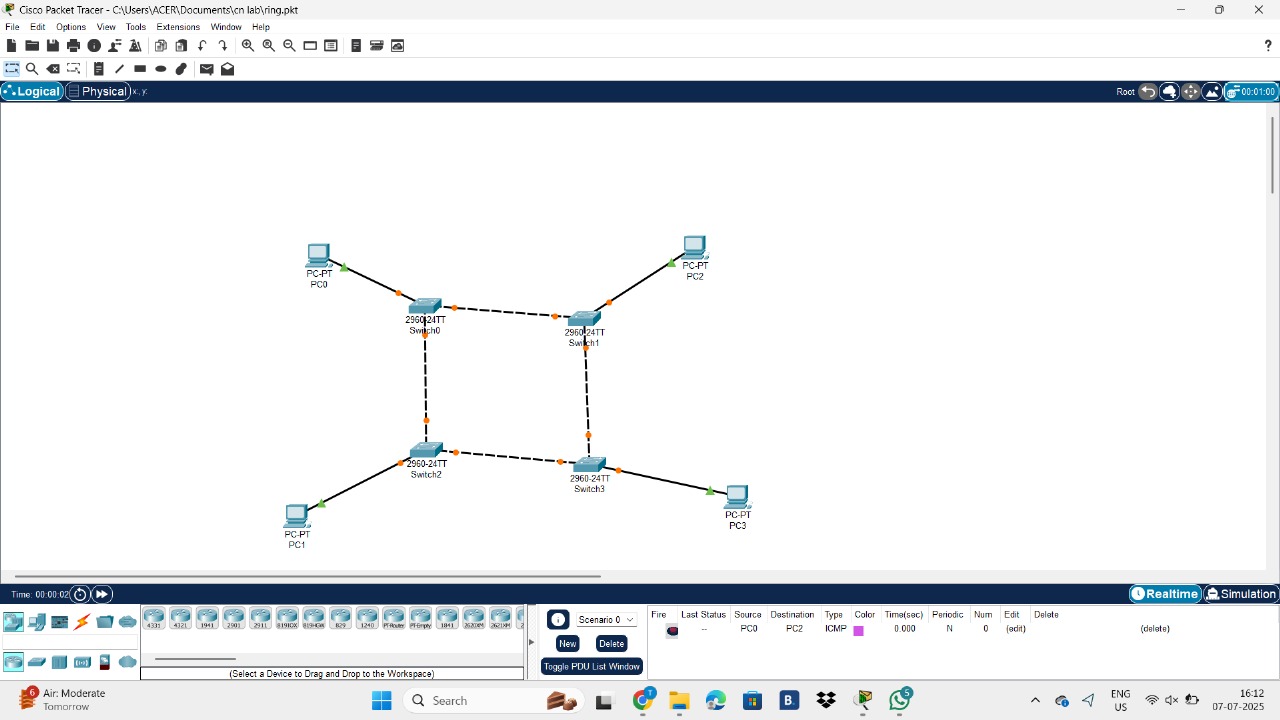 Cisco Packet Tracer - C:\Users\ACER\Documents\cn lab\ring.pkt
File Edit Options View Tools Extensions Window Help
?
Logical Physical x: y: Root 00:01:00
PC-PT
PC0
PC-PT
PC2
2960-24TT
Switch0
2960-24TT
Switch1
2960-24TT
Switch2
2960-24TT
Switch3
PC-PT
PC3
PC-PT
PC1
Time: 00:00:02 Realtime Simulation
4331 4321 1941 2901 2911 819IOX 819HGW 829 1240 PT-Router PT-Empty 1841 2620XM 2621XM
(Select a Device to Drag and Drop to the Workspace)
Scenario 0
New Delete
Toggle PDU List Window
Fire Last Status Source Destination Type Color Time(sec) Periodic Num Edit Delete
-- PC0 PC2 ICMP 0.000 N 0 (edit) (delete)
6
Air: Moderate
Tomorrow
Search
T
B.
5
ENG
US
16:12
07-07-2025